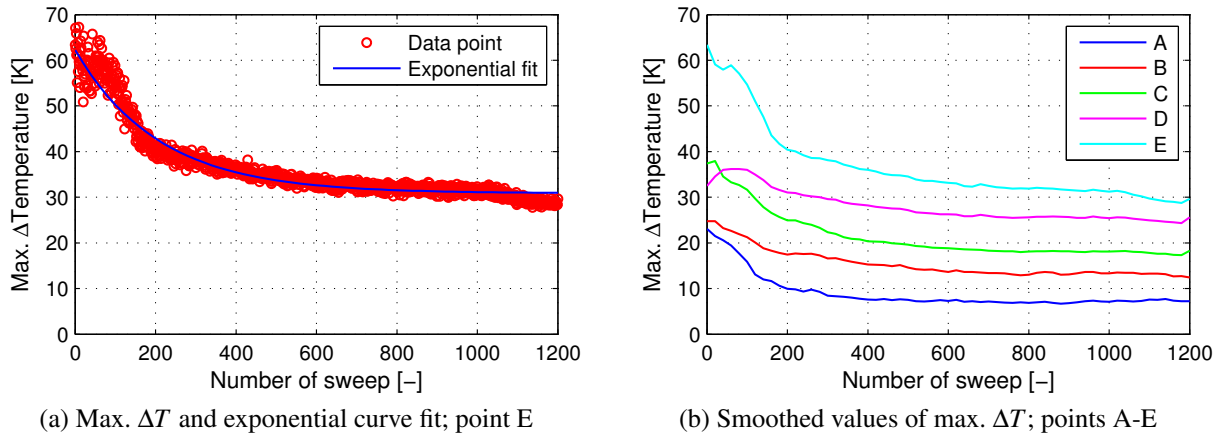 70
60
50
40
30
20
10
0
Max. ΔTemperature [K]
Data point
Exponential fit
0 200 400 600 800 1000 1200
Number of sweep [−]
(a) Max. ΔT and exponential curve fit; point E
70
60
50
40
30
20
10
0
Max. ΔTemperature [K]
A
B
C
D
E
0 200 400 600 800 1000 1200
Number of sweep [−]
(b) Smoothed values of max. ΔT; points A-E